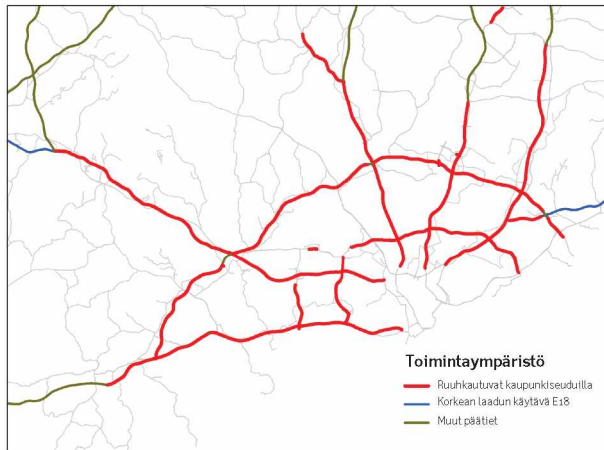 Toimintaympäristö
Ruuhkautuvat kaupunkiseuduilla
Korkean laadun käytävä E18
Muut päätiet